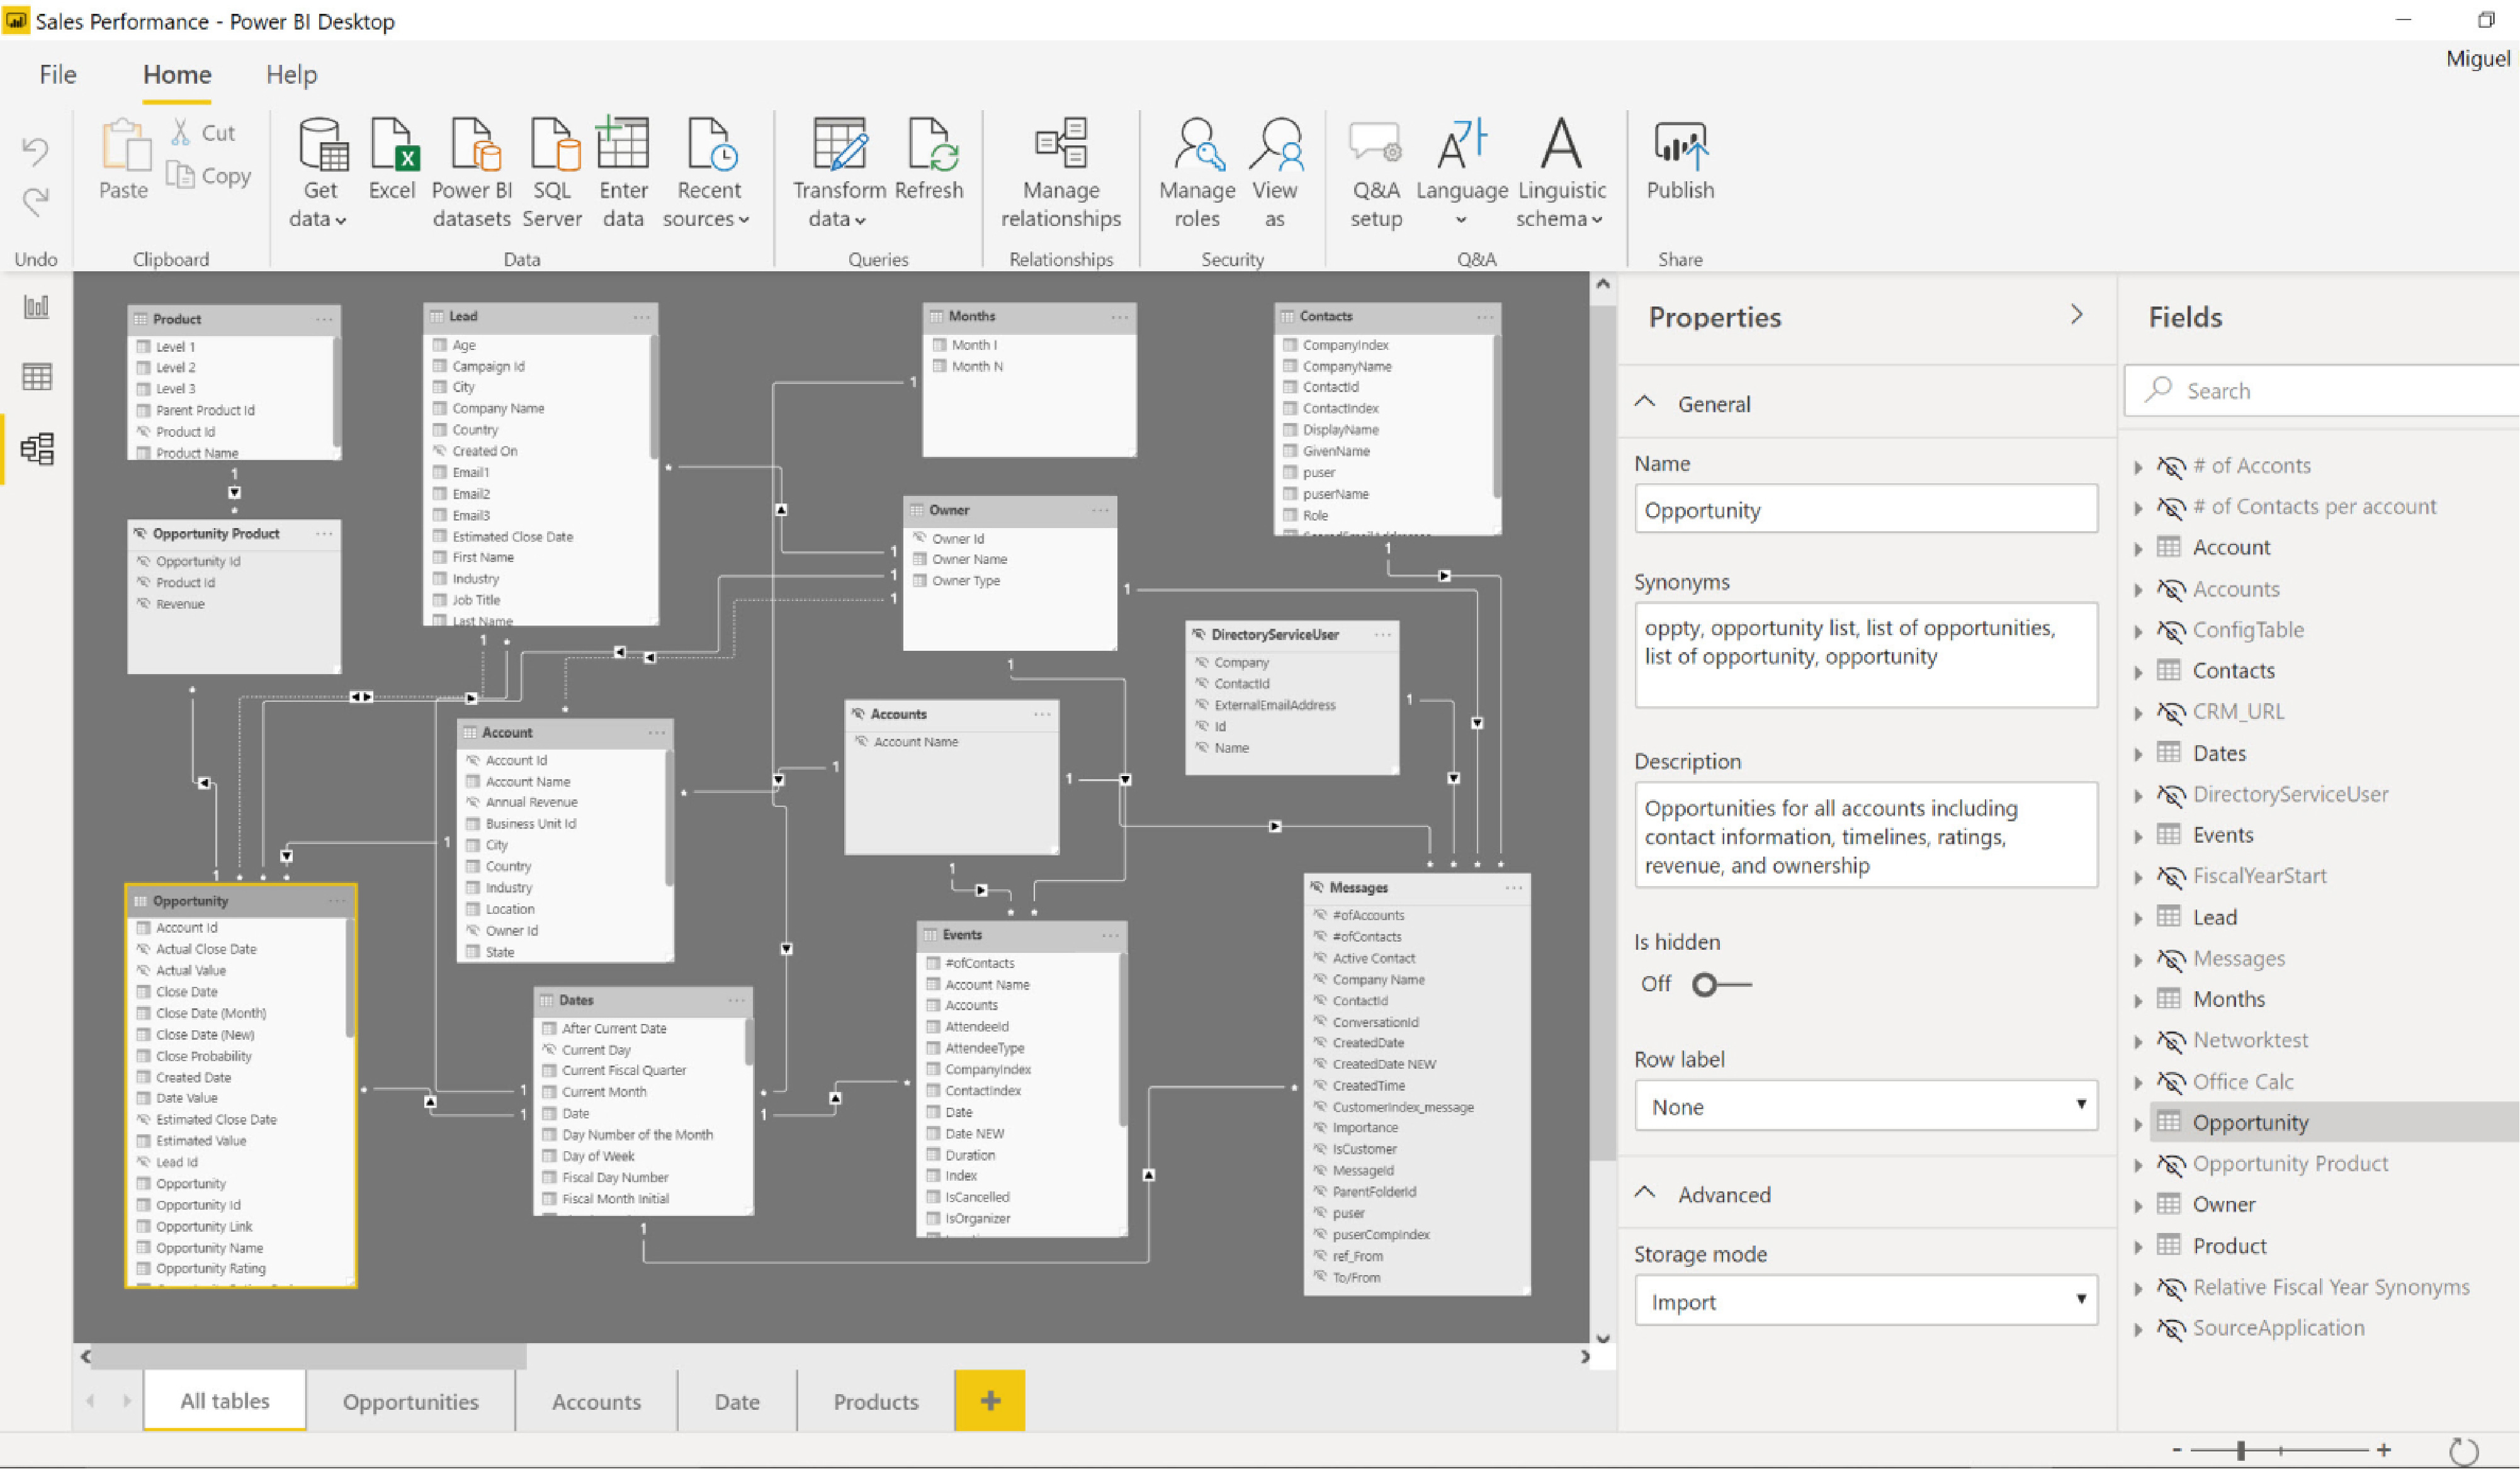 Sales Performance - Power BI Desktop
Miguel
File Home Help
Paste
Cut
Copy
Get data
Excel
Power BI datasets
SQL Server
Enter data
Recent sources
Transform data
Refresh
Manage relationships
Manage roles
View as
Q&A setup
Language
Linguistic schema
Publish
Undo
Clipboard
Data
Queries
Relationships
Security
Q&A
Share
Product
Level 1
Level 2
Level 3
Parent Product Id
Product Id
Product Name
Opportunity Product
Opportunity Id
Product Id
Revenue
Lead
Age
Campaign Id
City
Company Name
Country
Created On
Email1
Email2
Email3
Estimated Close Date
First Name
Industry
Job Title
Last Name
Months
Month I
Month N
Contacts
CompanyIndex
CompanyName
ContactId
ContactIndex
DisplayName
GivenName
puser
puserName
Role
Owner
Owner Id
Owner Name
Owner Type
DirectoryServiceUser
Company
ContactId
ExternalEmailAddress
Id
Name
Accounts
Account Name
Account
Account Id
Account Name
Annual Revenue
Business Unit Id
City
Country
Industry
Location
Owner Id
State
Opportunity
Account Id
Actual Close Date
Actual Value
Close Date
Close Date (Month)
Close Date (New)
Close Probability
Created Date
Date Value
Estimated Close Date
Estimated Value
Lead Id
Opportunity
Opportunity Id
Opportunity Link
Opportunity Name
Opportunity Rating
Dates
After Current Date
Current Day
Current Fiscal Quarter
Current Month
Date
Day Number of the Month
Day of Week
Fiscal Day Number
Fiscal Month Initial
Events
#ofContacts
Account Name
Accounts
AttendeeId
AttendeeType
CompanyIndex
ContactIndex
Date
Date NEW
Duration
Index
IsCancelled
IsOrganizer
Messages
#ofAccounts
#ofContacts
Active Contact
Company Name
ContactId
ConversationId
CreatedDate
CreatedDate NEW
CreatedTime
CustomerIndex_message
Importance
IsCustomer
MessageId
ParentFolderId
puser
puserCompIndex
ref_From
To/From
All tables
Opportunities
Accounts
Date
Products
+
Properties
General
Name
Opportunity
Synonyms
oppty, opportunity list, list of opportunities,
list of opportunity, opportunity
Description
Opportunities for all accounts including
contact information, timelines, ratings,
revenue, and ownership
Is hidden
Off
Row label
None
Advanced
Storage mode
Import
Fields
Search
# of Acconts
# of Contacts per account
Account
Accounts
ConfigTable
Contacts
CRM_URL
Dates
DirectoryServiceUser
Events
FiscalYearStart
Lead
Messages
Months
Networktest
Office Calc
Opportunity
Opportunity Product
Owner
Product
Relative Fiscal Year Synonyms
SourceApplication